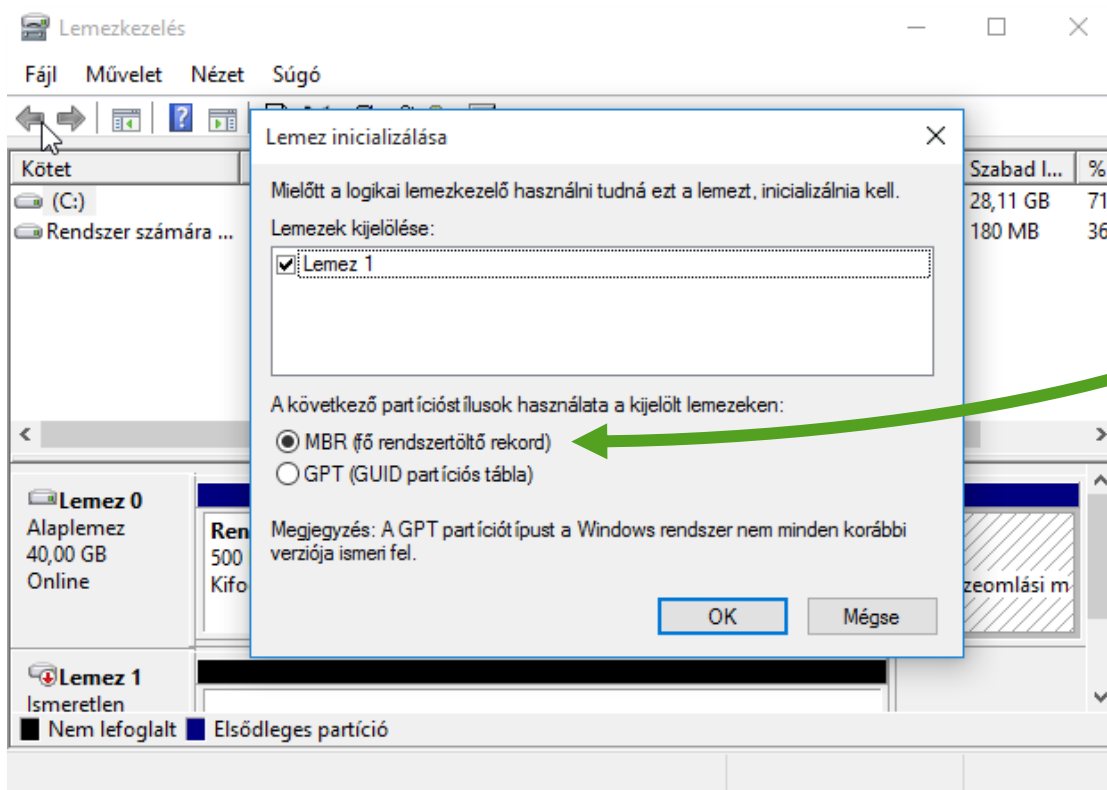 Lemezkezelés
Fájl Művelet Nézet Súgó
Lemez inicializálása
Kötet
Szabad l... %
(C:)
28,11 GB 71
Rendszer számára ...
180 MB 36
Mielőtt a logikai lemezkezelő használni tudná ezt a lemezt, inicializálnia kell.
Lemezek kijelölése:
Lemez 1
A következő partícióstílusok használata a kijelölt lemezeken:
MBR (fő rendszertöltő rekord)
GPT (GUID partíciós tábla)
Megjegyzés: A GPT partíciótípust a Windows rendszer nem minden korábbi
verziója ismeri fel.
OK Mégse
Lemez 0
Alaplemez
40,00 GB
Online
Ren
500
Kifo
zeomlási m
Lemez 1
Ismeretlen
Nem lefoglalt Elsődleges partíció